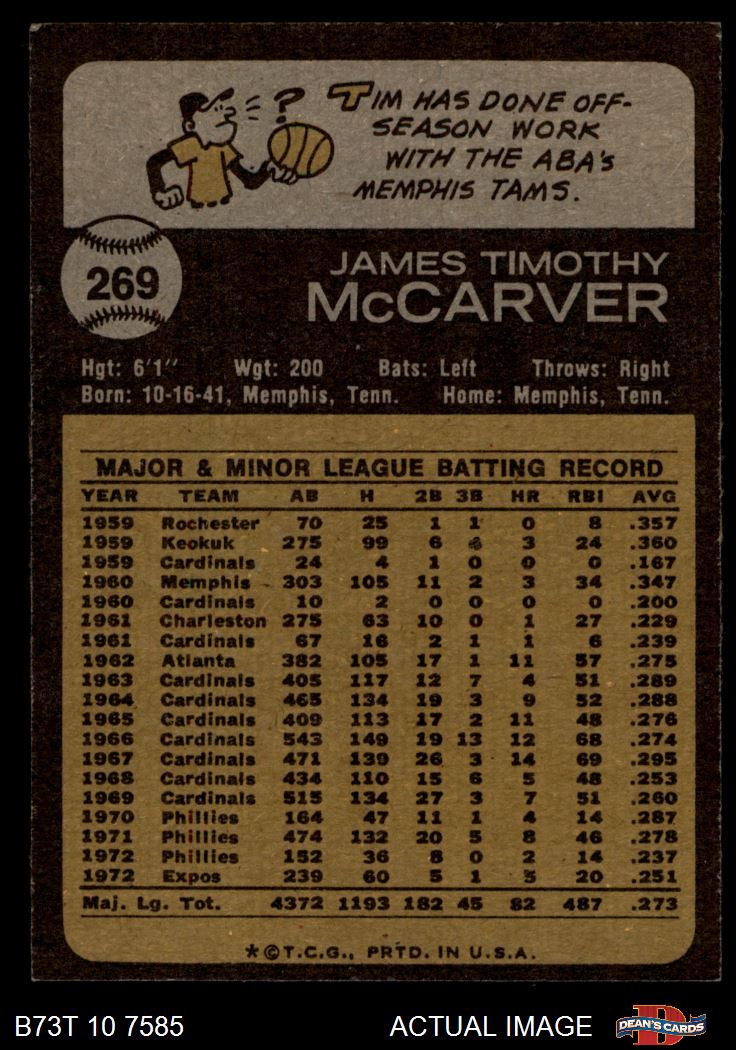 ? TIM HAS DONE OFF-
SEASON WORK
WITH THE ABA's
MEMPHIS TAMS.
269
JAMES TIMOTHY
McCARVER
Hgt: 6'1" Wgt: 200 Bats: Left Throws: Right
Born: 10-16-41, Memphis, Tenn. Home: Memphis, Tenn.
MAJOR & MINOR LEAGUE BATTING RECORD
YEAR TEAM AB H 2B 3B HR RBI AVG
1959 Rochester 70 25 1 1 0 8 .357
1959 Keokuk 275 99 6 3 24 .360
1959 Cardinals 24 4 1 0 0 0 .167
1960 Memphis 303 105 11 2 3 34 .347
1960 Cardinals 10 2 0 0 0 0 .200
1961 Charleston 275 63 10 0 1 27 .229
1961 Cardinals 67 16 2 1 1 6 .239
1962 Atlanta 382 105 17 1 11 57 .275
1963 Cardinals 405 117 12 7 4 51 .289
1964 Cardinals 465 134 19 3 9 52 .288
1965 Cardinals 409 113 17 2 11 48 .276
1966 Cardinals 543 149 19 13 12 68 .274
1967 Cardinals 471 139 26 3 14 69 .295
1968 Cardinals 434 110 15 6 5 48 .253
1969 Cardinals 515 134 27 3 7 51 .260
1970 Phillies 164 47 11 1 4 14 .287
1971 Phillies 474 132 20 5 8 46 .278
1972 Phillies 152 36 8 0 2 14 .237
1972 Expos 239 60 5 1 5 20 .251
Maj. Lg. Tot. 4372 1193 182 45 82 487 .273
*©T.C.G., PRTD. IN U.S.A.
B73T 10 7585 ACTUAL IMAGE D DEAN'S CARDS